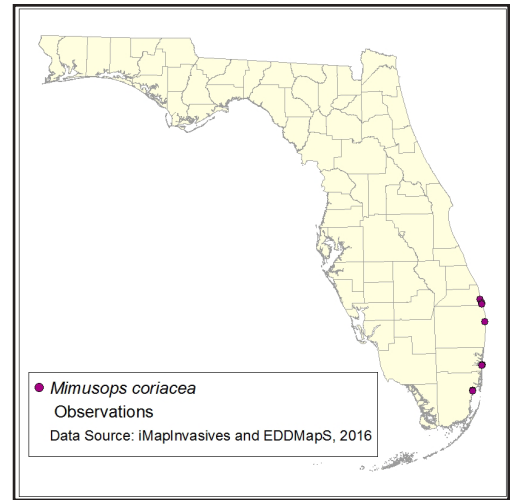 Mimusops coriacea
Observations
Data Source: iMapInvasives and EDDMapS, 2016